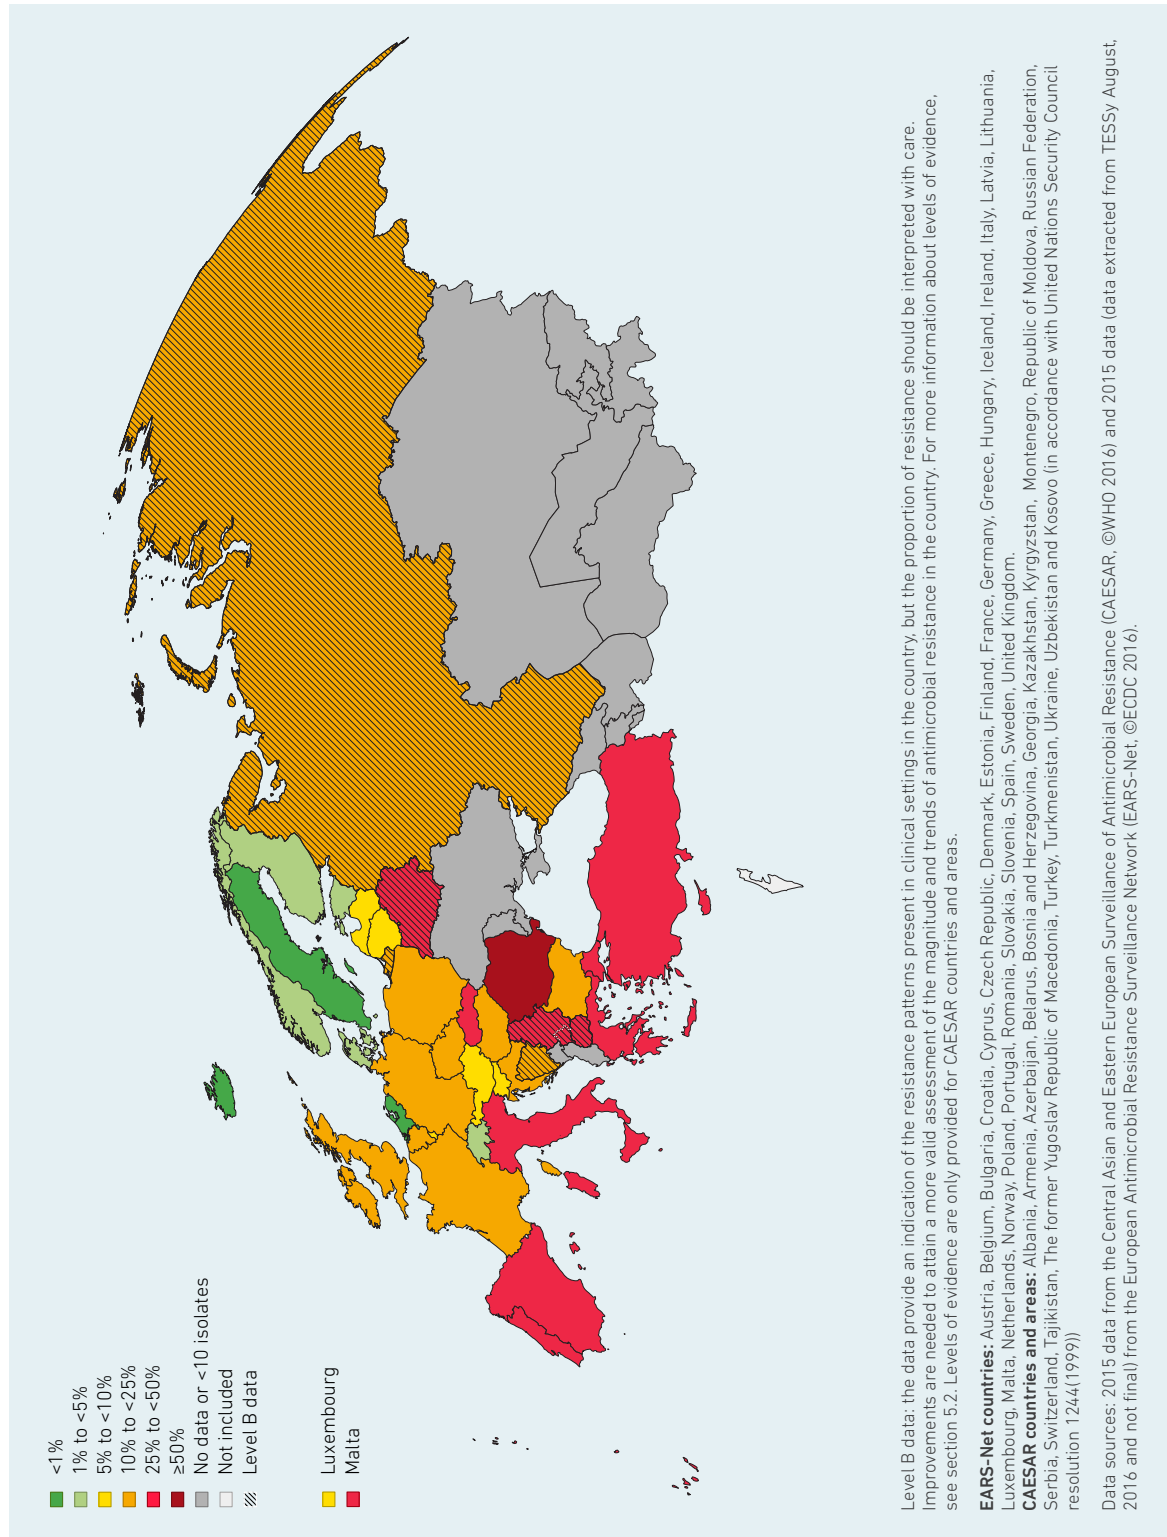 <1%
1% to <5%
5% to <10%
10% to <25%
25% to <50%
≥50%
No data or <10 isolates
Not included
Level B data
Luxembourg
Malta
Level B data: the data provide an indication of the resistance patterns present in clinical settings in the country, but the proportion of resistance should be interpreted with care.
Improvements are needed to attain a more valid assessment of the magnitude and trends of antimicrobial resistance in the country. For more information about levels of evidence,
see section 5.2. Levels of evidence are only provided for CAESAR countries and areas.
EARS-Net countries: Austria, Belgium, Bulgaria, Croatia, Cyprus, Czech Republic, Denmark, Estonia, Finland, France, Germany, Greece, Hungary, Iceland, Ireland, Italy, Latvia, Lithuania,
Luxembourg, Malta, Netherlands, Norway, Poland, Portugal, Romania, Slovakia, Slovenia, Spain, Sweden, United Kingdom.
CAESAR countries and areas: Albania, Armenia, Azerbaijan, Belarus, Bosnia and Herzegovina, Georgia, Kazakhstan, Kyrgyzstan, Montenegro, Republic of Moldova, Russian Federation,
Serbia, Switzerland, Tajikistan, The former Yugoslav Republic of Macedonia, Turkey, Turkmenistan, Ukraine, Uzbekistan and Kosovo (in accordance with United Nations Security Council
resolution 1244(1999))
Data sources: 2015 data from the Central Asian and Eastern European Surveillance of Antimicrobial Resistance (CAESAR, ©WHO 2016) and 2015 data (data extracted from TESSy August,
2016 and not final) from the European Antimicrobial Resistance Surveillance Network (EARS-Net, ©ECDC 2016).